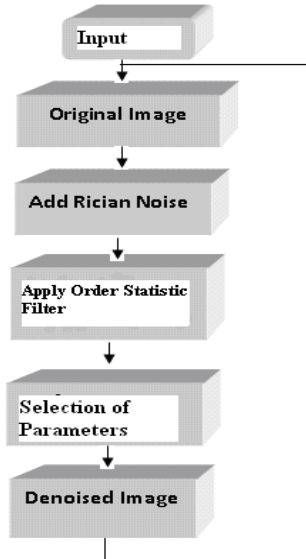 Input
Original Image
Add Rician Noise
Apply Order Statistic
Filter
Selection of
Parameters
Denoised Image